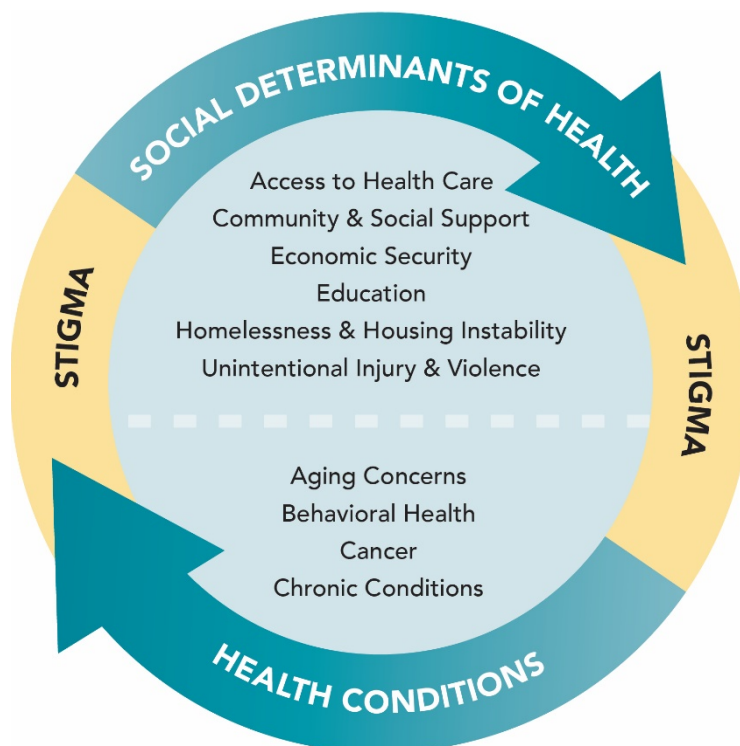 SOCIAL DETERMINANTS OF HEALTH
Access to Health Care
Community & Social Support
Economic Security
Education
Homelessness & Housing Instability
Unintentional Injury & Violence
STIGMA
STIGMA
Aging Concerns
Behavioral Health
Cancer
Chronic Conditions
HEALTH CONDITIONS